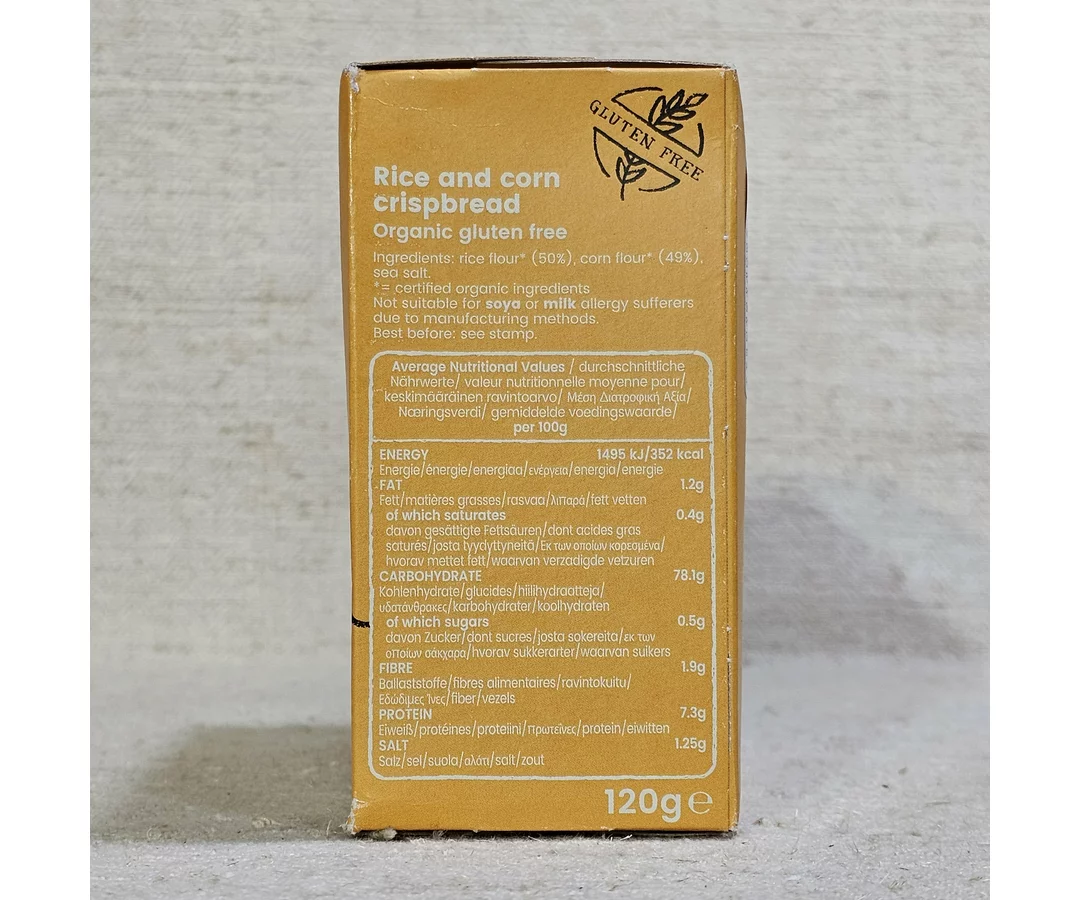 GLUTEN FREE
Rice and corn
crispbread
Organic gluten free
Ingredients: rice flour* (50%), corn flour* (49%),
sea salt.
*= certified organic ingredients
Not suitable for soya or milk allergy sufferers
due to manufacturing methods.
Best before: see stamp.
Average Nutritional Values / durchschnittliche
Nährwerte/ valeur nutritionnelle moyenne pour/
keskimääräinen ravintoarvo/ Μέση Διατροφική Αξία/
Næringsverdi/ gemiddelde voedingswaarde/
per 100g
ENERGY 1495 kJ/352 kcal
Energie/énergie/energiaa/ενέργεια/energia/energie
FAT 1.2g
Fett/matières grasses/rasvaa/λιπαρά/fett vetten
of which saturates 0.4g
davon gesättigte Fettsäuren/dont acides gras
saturés/josta tyydyttyneitä/Εκ των οποίων κορεσμένα/
hvorav mettet fett/waarvan verzadigde vetzuren
CARBOHYDRATE 78.1g
Kohlenhydrate/glucides/hiilihydraatteja/
υδατάνθρακες/karbohydrater/koolhydraten
of which sugars 0.5g
davon Zucker/dont sucres/josta sokereita/εκ των
οποίων σάκχαρα/hvorav sukkerarter/waarvan suikers
FIBRE 1.9g
Ballaststoffe/fibres alimentaires/ravintokuitu/
Εδώδιμες Ίνες/fiber/vezels
PROTEIN 7.3g
Eiweiß/protéines/proteiini/πρωτεΐνες/protein/eiwitten
SALT 1.25g
Salz/sel/suola/αλάτι/salt/zout
120g ℮